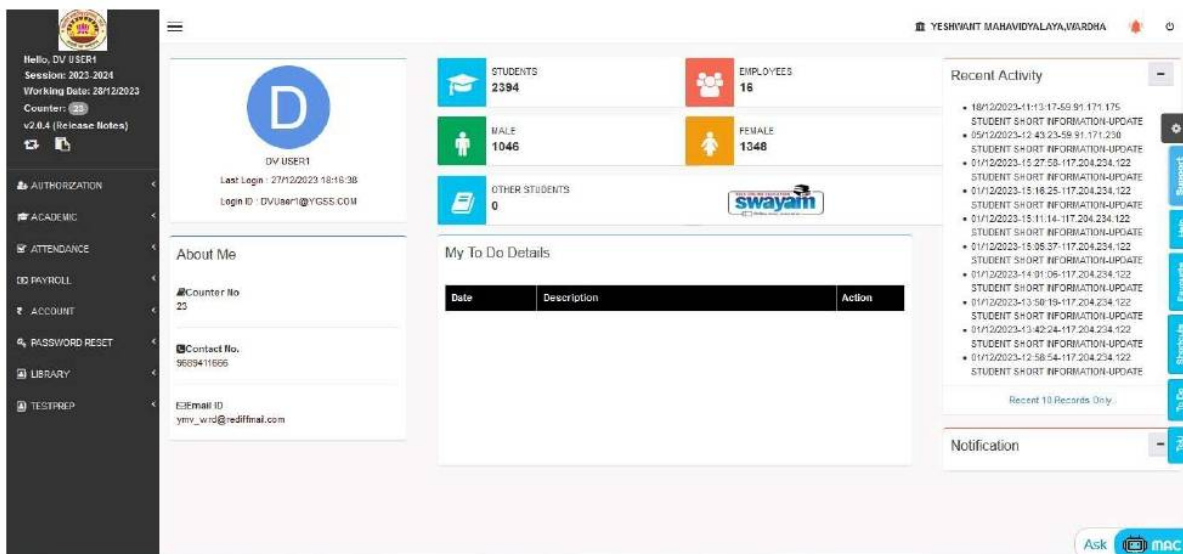 YESHWANT MAHAVIDYALAYA,WARDHA
Hello, DV USER1
Session: 2023-2024
Working Date: 28/12/2023
Counter: 23
v2.0.4 (Release Notes)
AUTHORIZATION
ACADEMIC
ATTENDANCE
PAYROLL
ACCOUNT
PASSWORD RESET
LIBRARY
TESTPREP
D
DV USER1
Last Login : 27/12/2023 18:16:38
Login ID : DVUser1@YGSS.COM
About Me
Counter No
23
Contact No.
9689411666
Email ID
ymv_wrd@rediffmail.com
STUDENTS
2394
EMPLOYEES
16
MALE
1046
FEMALE
1348
OTHER STUDENTS
0
swayam
My To Do Details
Date Description Action
Recent Activity
18/12/2023-11:13:17-59.91.171.175
STUDENT SHORT INFORMATION-UPDATE
05/12/2023-12:43:23-59.91.171.230
STUDENT SHORT INFORMATION-UPDATE
01/12/2023-15:27:58-117.204.234.122
STUDENT SHORT INFORMATION-UPDATE
01/12/2023-15:16:25-117.204.234.122
STUDENT SHORT INFORMATION-UPDATE
01/12/2023-15:11:14-117.204.234.122
STUDENT SHORT INFORMATION-UPDATE
01/12/2023-15:05:37-117.204.234.122
STUDENT SHORT INFORMATION-UPDATE
01/12/2023-14:01:06-117.204.234.122
STUDENT SHORT INFORMATION-UPDATE
01/12/2023-13:50:19-117.204.234.122
STUDENT SHORT INFORMATION-UPDATE
01/12/2023-13:42:24-117.204.234.122
STUDENT SHORT INFORMATION-UPDATE
01/12/2023-12:58:54-117.204.234.122
STUDENT SHORT INFORMATION-UPDATE
Recent 10 Records Only..
Notification
Support
Favourite
Shortcuts
To Do
Ask MAC